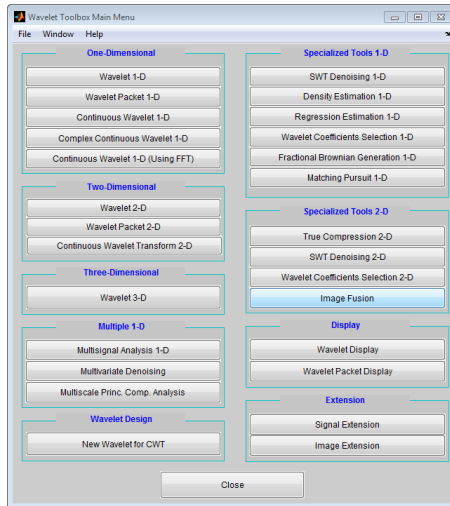 Wavelet Toolbox Main Menu
File Window Help
One-Dimensional
Wavelet 1-D
Wavelet Packet 1-D
Continuous Wavelet 1-D
Complex Continuous Wavelet 1-D
Continuous Wavelet 1-D (Using FFT)
Two-Dimensional
Wavelet 2-D
Wavelet Packet 2-D
Continuous Wavelet Transform 2-D
Three-Dimensional
Wavelet 3-D
Multiple 1-D
Multisignal Analysis 1-D
Multivariate Denoising
Multiscale Princ. Comp. Analysis
Wavelet Design
New Wavelet for CWT
Specialized Tools 1-D
SWT Denoising 1-D
Density Estimation 1-D
Regression Estimation 1-D
Wavelet Coefficients Selection 1-D
Fractional Brownian Generation 1-D
Matching Pursuit 1-D
Specialized Tools 2-D
True Compression 2-D
SWT Denoising 2-D
Wavelet Coefficients Selection 2-D
Image Fusion
Display
Wavelet Display
Wavelet Packet Display
Extension
Signal Extension
Image Extension
Close